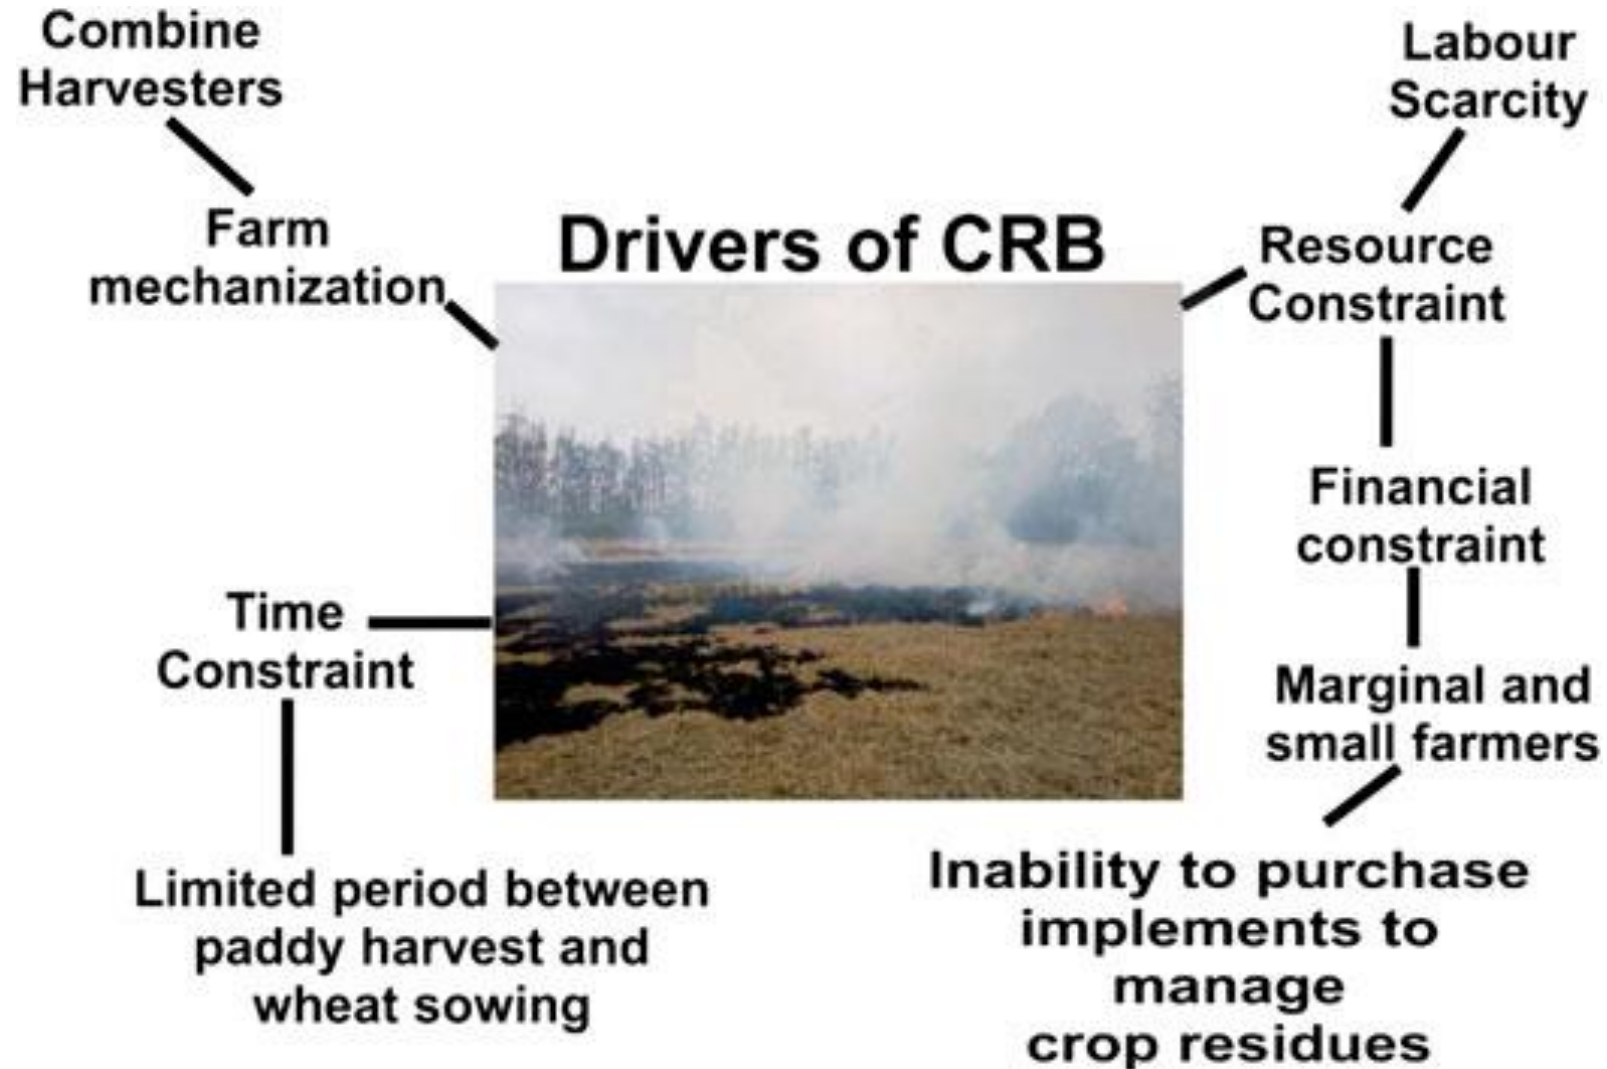 Combine
Harvesters
Farm
mechanization
Time
Constraint
Limited period between
paddy harvest and
wheat sowing
Drivers of CRB
Labour
Scarcity
Resource
Constraint
Financial
constraint
Marginal and
small farmers
Inability to purchase
implements to
manage
crop residues